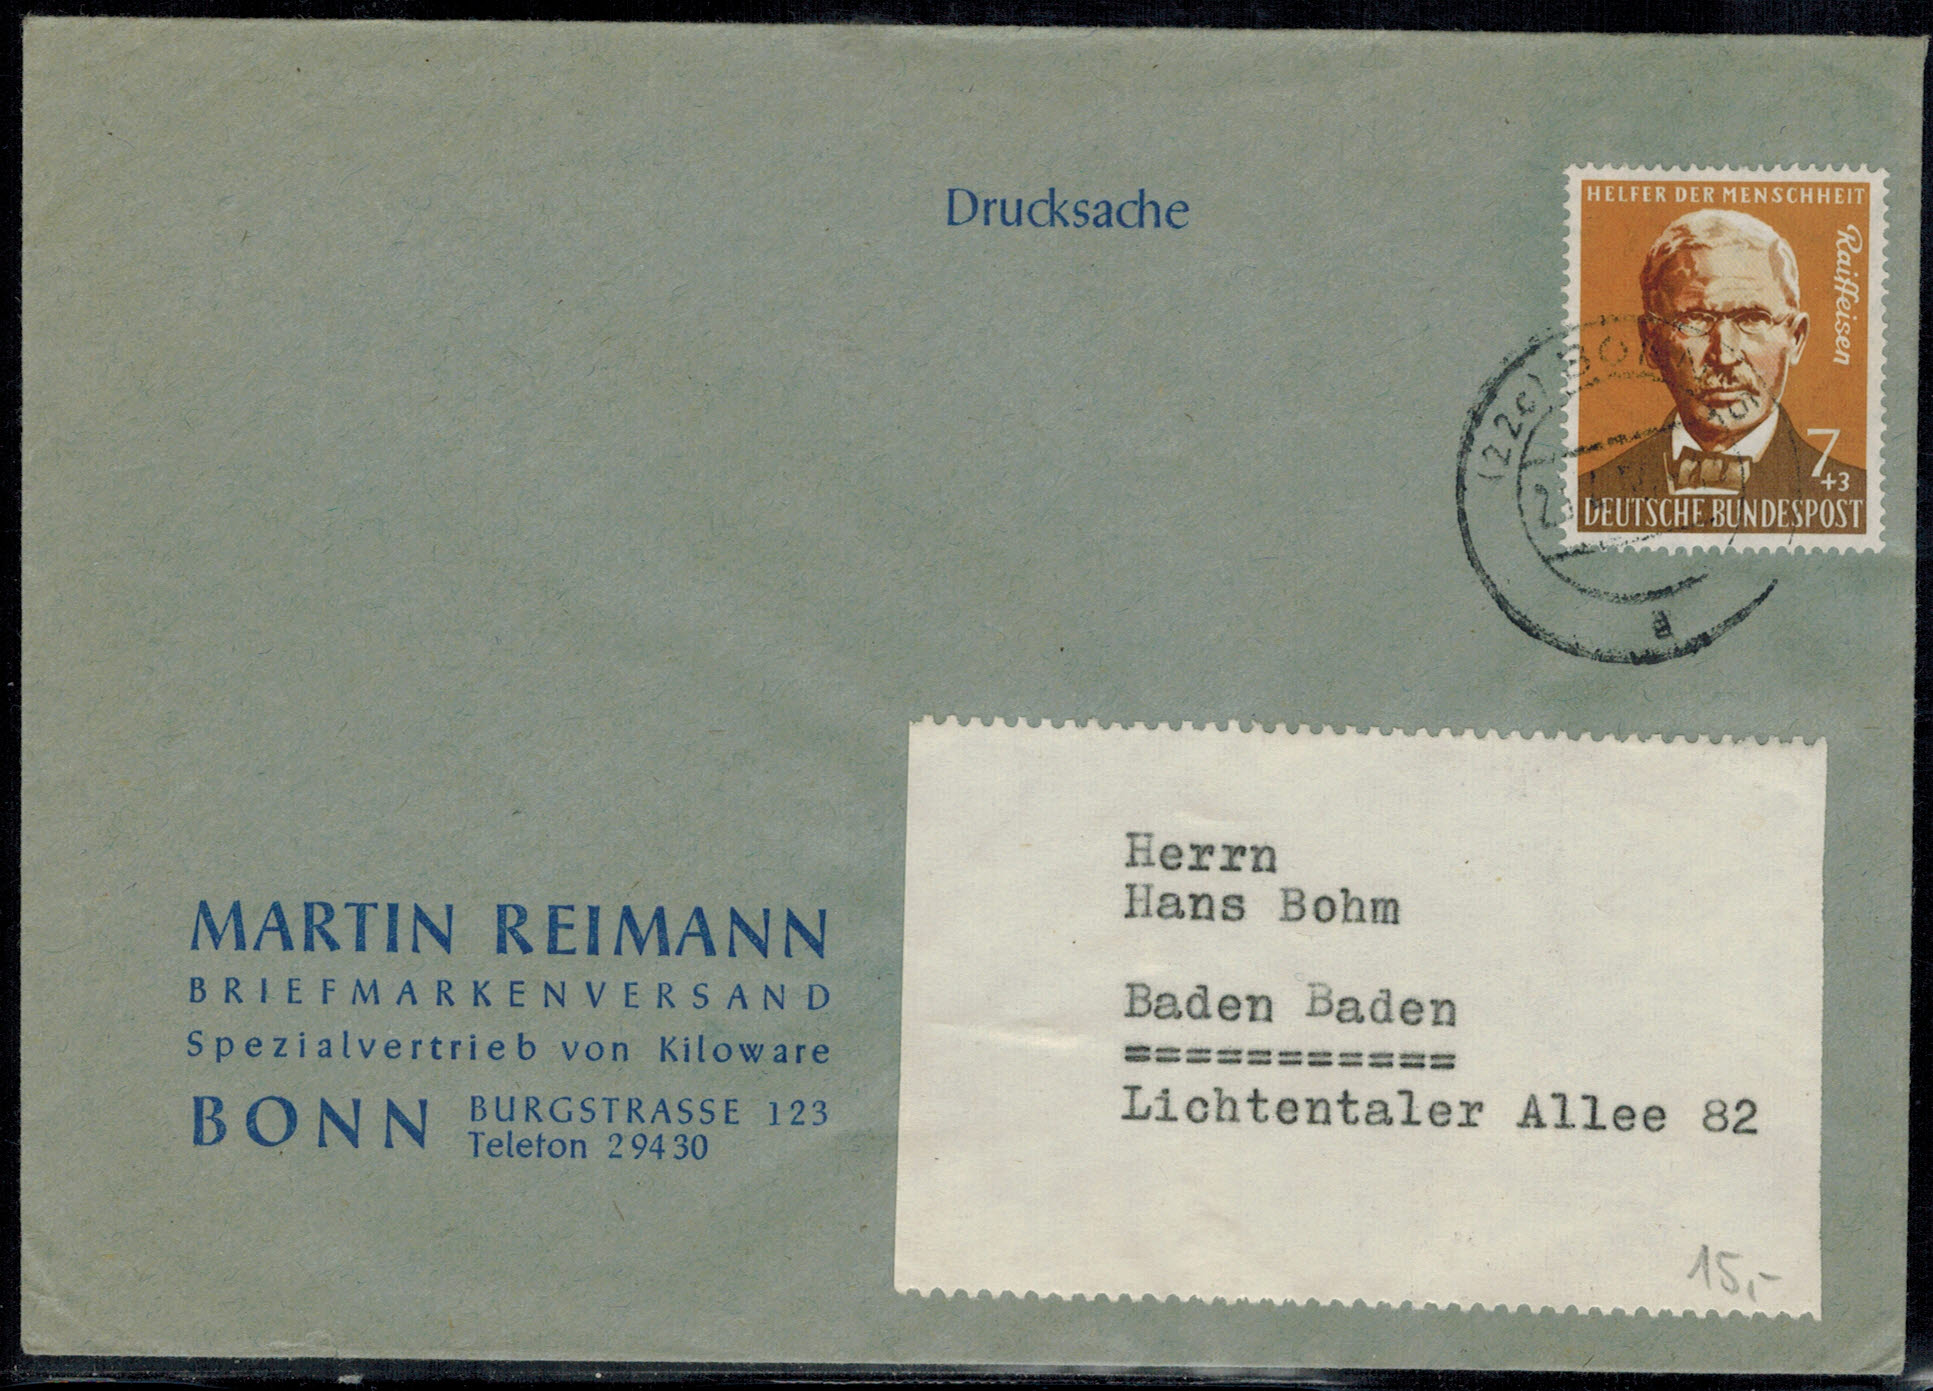 Drucksache
HELFER DER MENSCHHEIT
Raiffeisen
7
+3
DEUTSCHE BUNDESPOST
(22c) BONN
a
MARTIN REIMANN
BRIEFMARKENVERSAND
Spezialvertrieb von Kiloware
BONN BURGSTRASSE 123
Telefon 29430
Herrn
Hans Bohm
Baden Baden
===========
Lichtentaler Allee 82
15,-